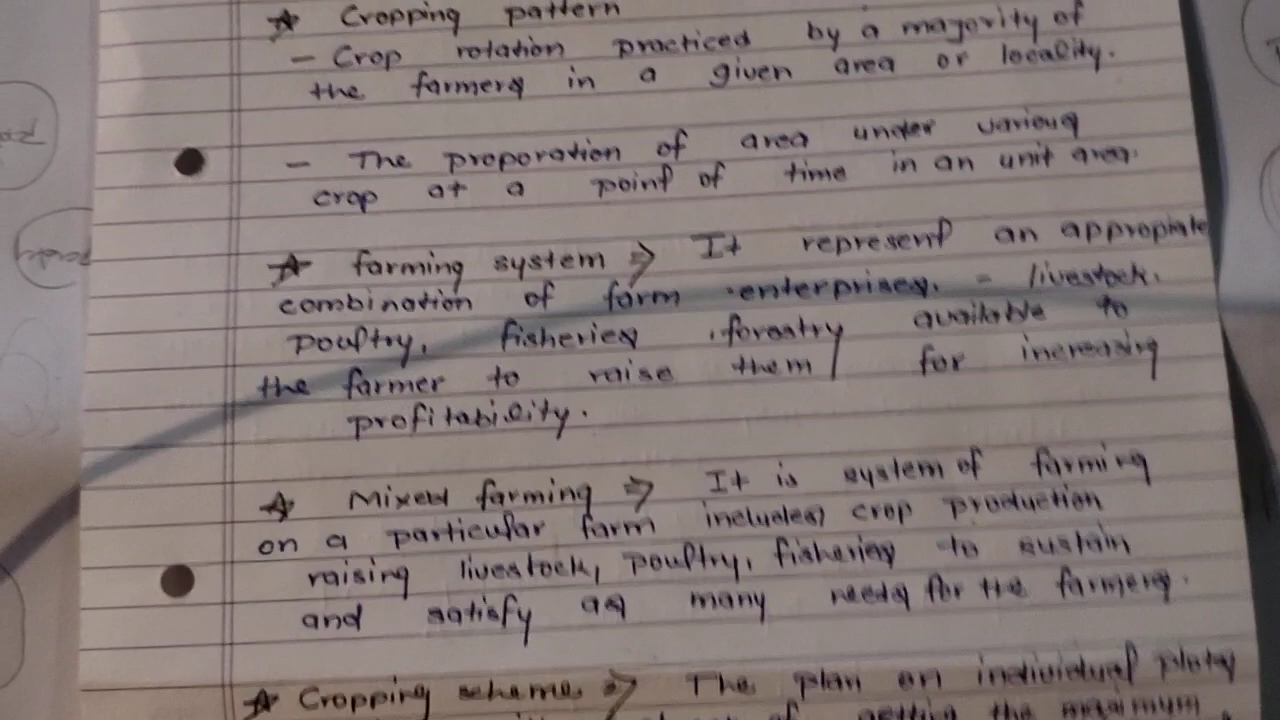 ☆ Cropping pattern
- Crop rotation practiced by a majority of
the farmers in a given area or locality.
- The proporation of area under various
crop at a point of time in an unit area.
☆ farming system ⇒ It represent an appropiate
combination of farm enterprises. - livestock.
poultry, fisheries, forestry available to
the farmer to raise them for increasing
profitability.
☆ Mixed farming ⇒ It is system of farming
on a particular farm includes crop production
raising livestock, poultry, fisheries to sustain
and satisfy as many needs for the farmers.
☆ Cropping scheme ⇒ The plan on individual plots
of getting the maximum